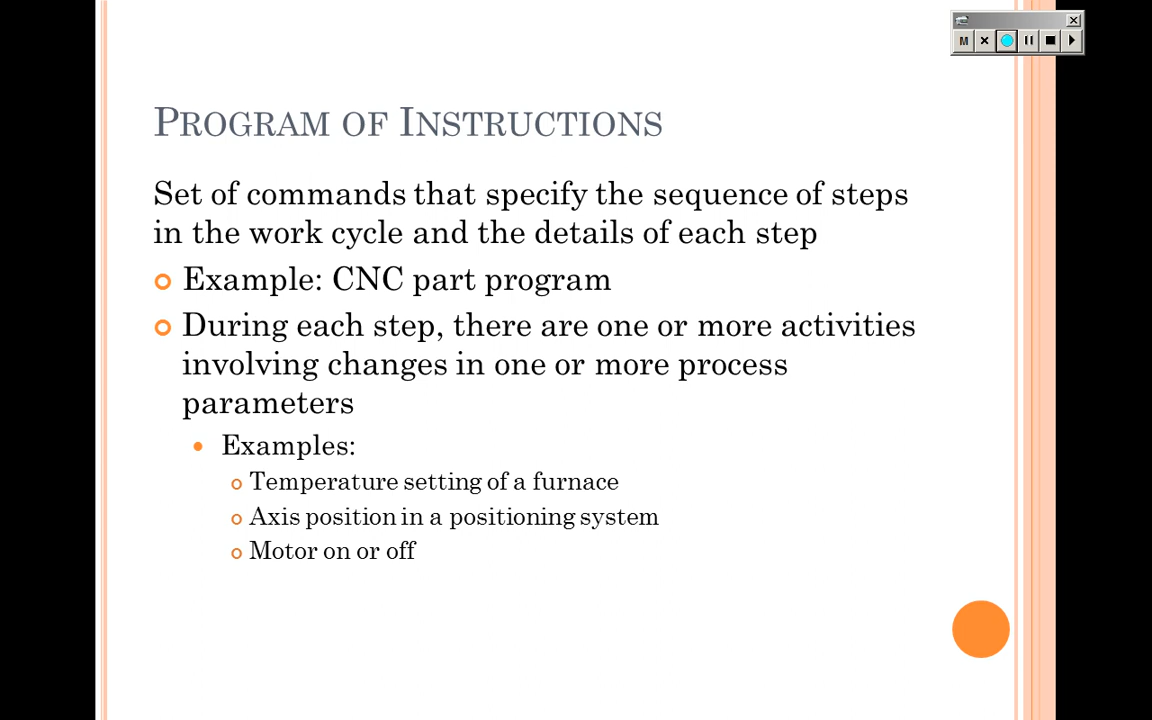 M
PROGRAM OF INSTRUCTIONS
Set of commands that specify the sequence of steps
in the work cycle and the details of each step
Example: CNC part program
During each step, there are one or more activities
involving changes in one or more process
parameters
Examples:
Temperature setting of a furnace
Axis position in a positioning system
Motor on or off